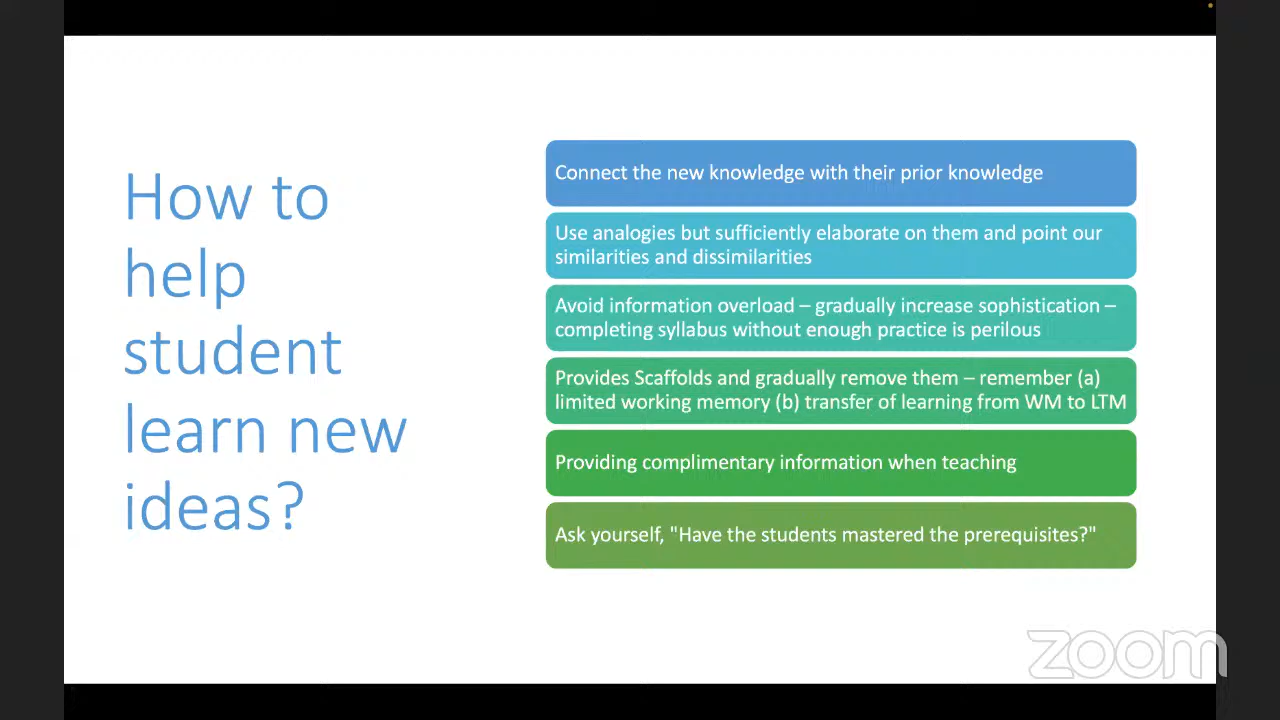 How to
help
student
learn new
ideas?
Connect the new knowledge with their prior knowledge
Use analogies but sufficiently elaborate on them and point our
similarities and dissimilarities
Avoid information overload – gradually increase sophistication –
completing syllabus without enough practice is perilous
Provides Scaffolds and gradually remove them – remember (a)
limited working memory (b) transfer of learning from WM to LTM
Providing complimentary information when teaching
Ask yourself, "Have the students mastered the prerequisites?"
zoom